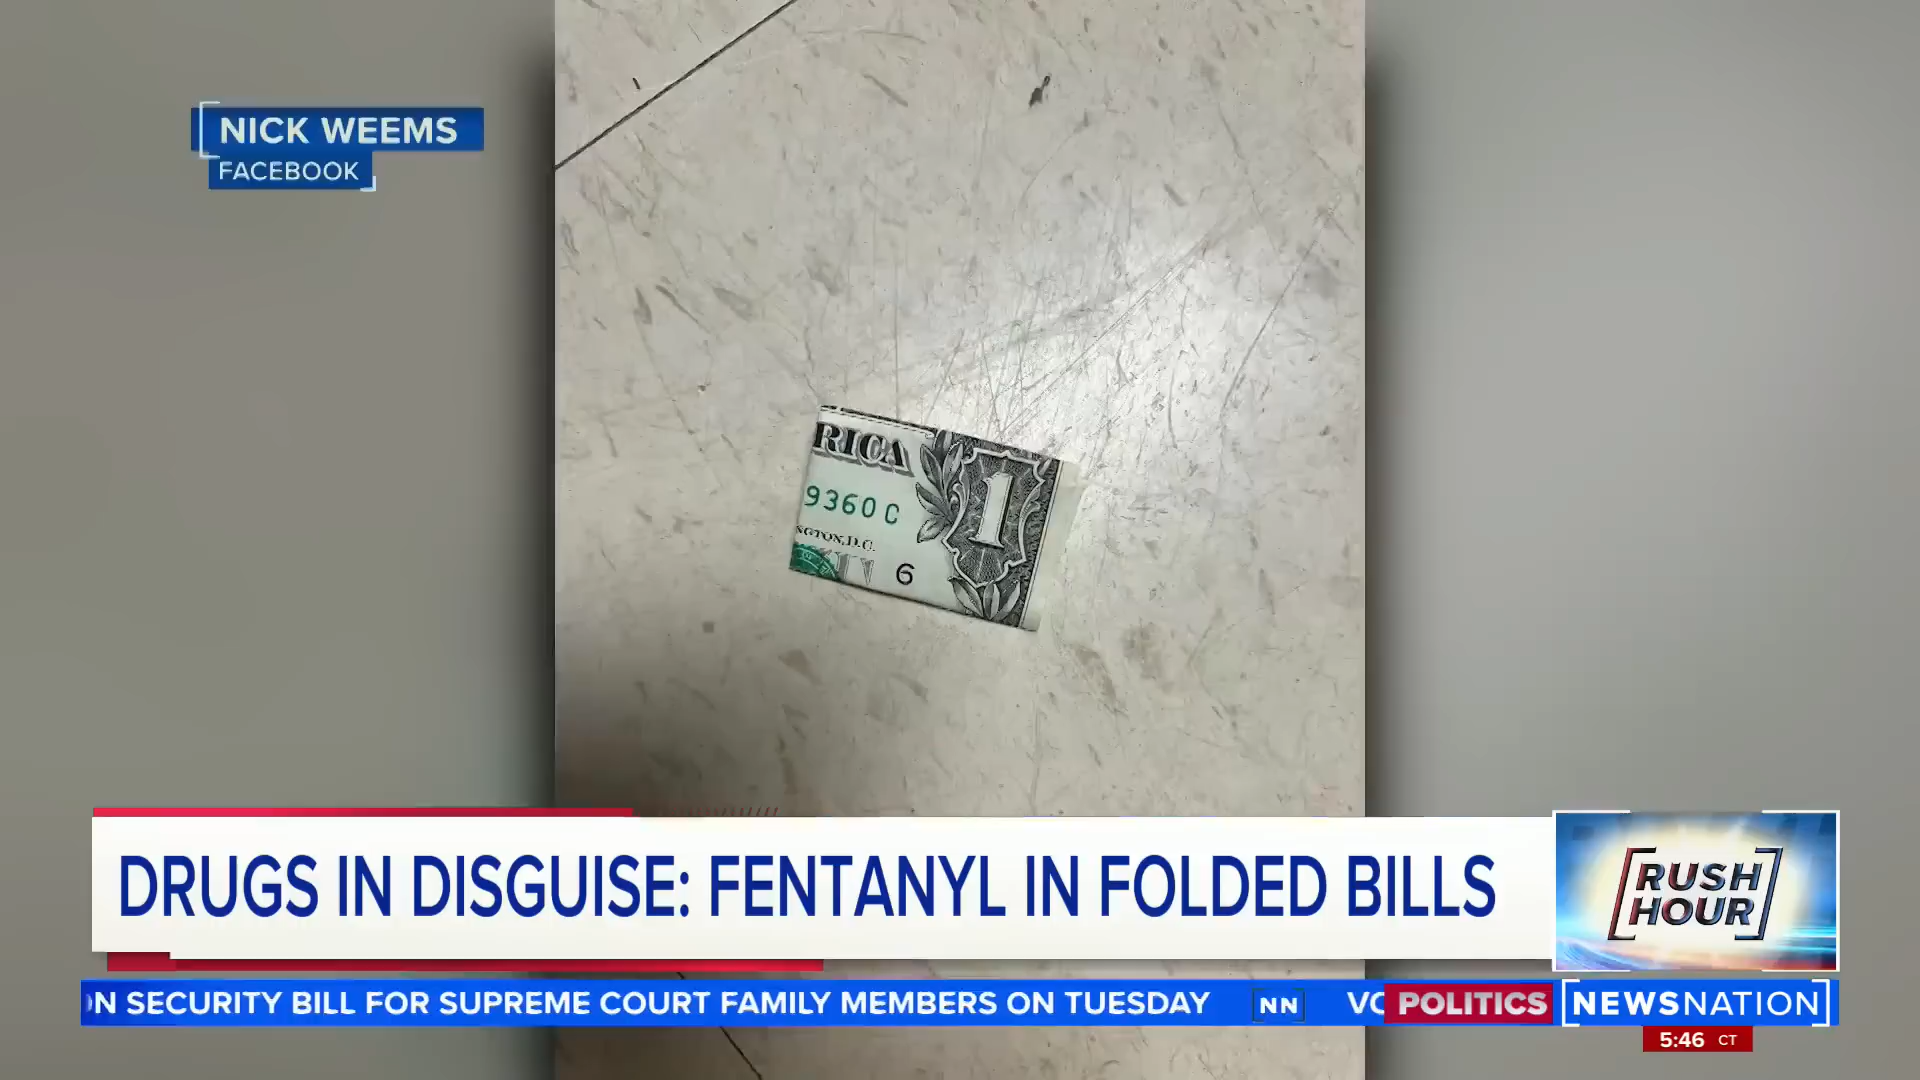 NICK WEEMS
FACEBOOK
RICA
9360 C
NGTON, D.C.
6
1
DRUGS IN DISGUISE: FENTANYL IN FOLDED BILLS
RUSH
HOUR
SECURITY BILL FOR SUPREME COURT FAMILY MEMBERS ON TUESDAY NN POLITICS NEWSNATION
5:46 CT